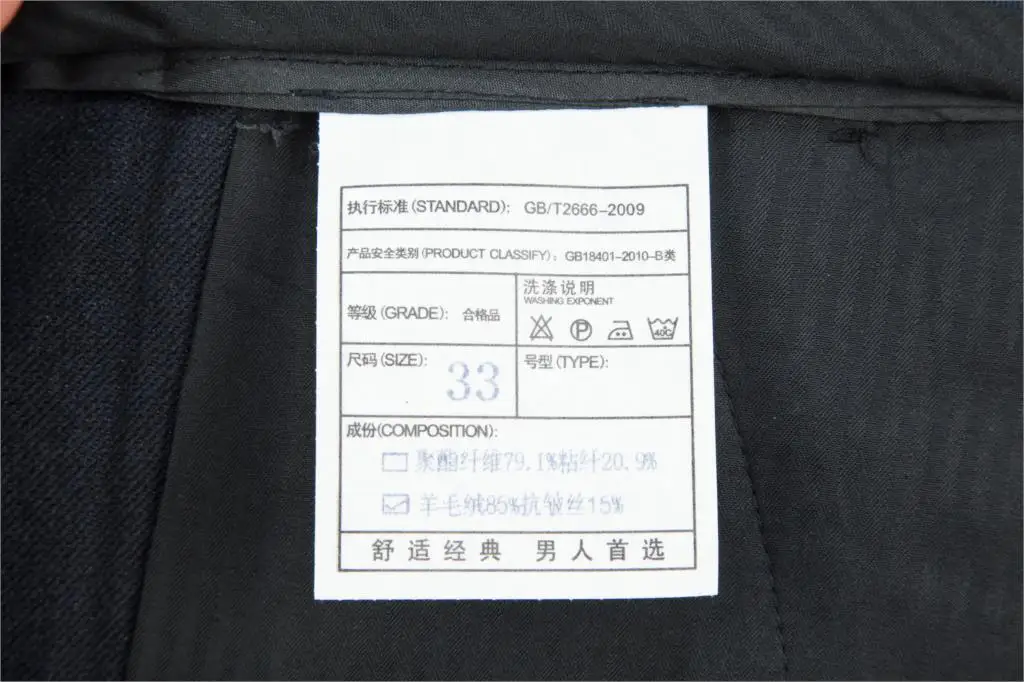 执行标准(STANDARD): GB/T2666-2009
产品安全类别(PRODUCT CLASSIFY): GB18401-2010-B类
等级(GRADE): 合格品
洗涤说明
WASHING EXPONENT
P
40C
尺码(SIZE): 33
号型(TYPE):
成份(COMPOSITION):
聚酯纤维79.1%粘纤20.9%
羊毛绒85%抗皱丝15%
舒适经典 男人首选